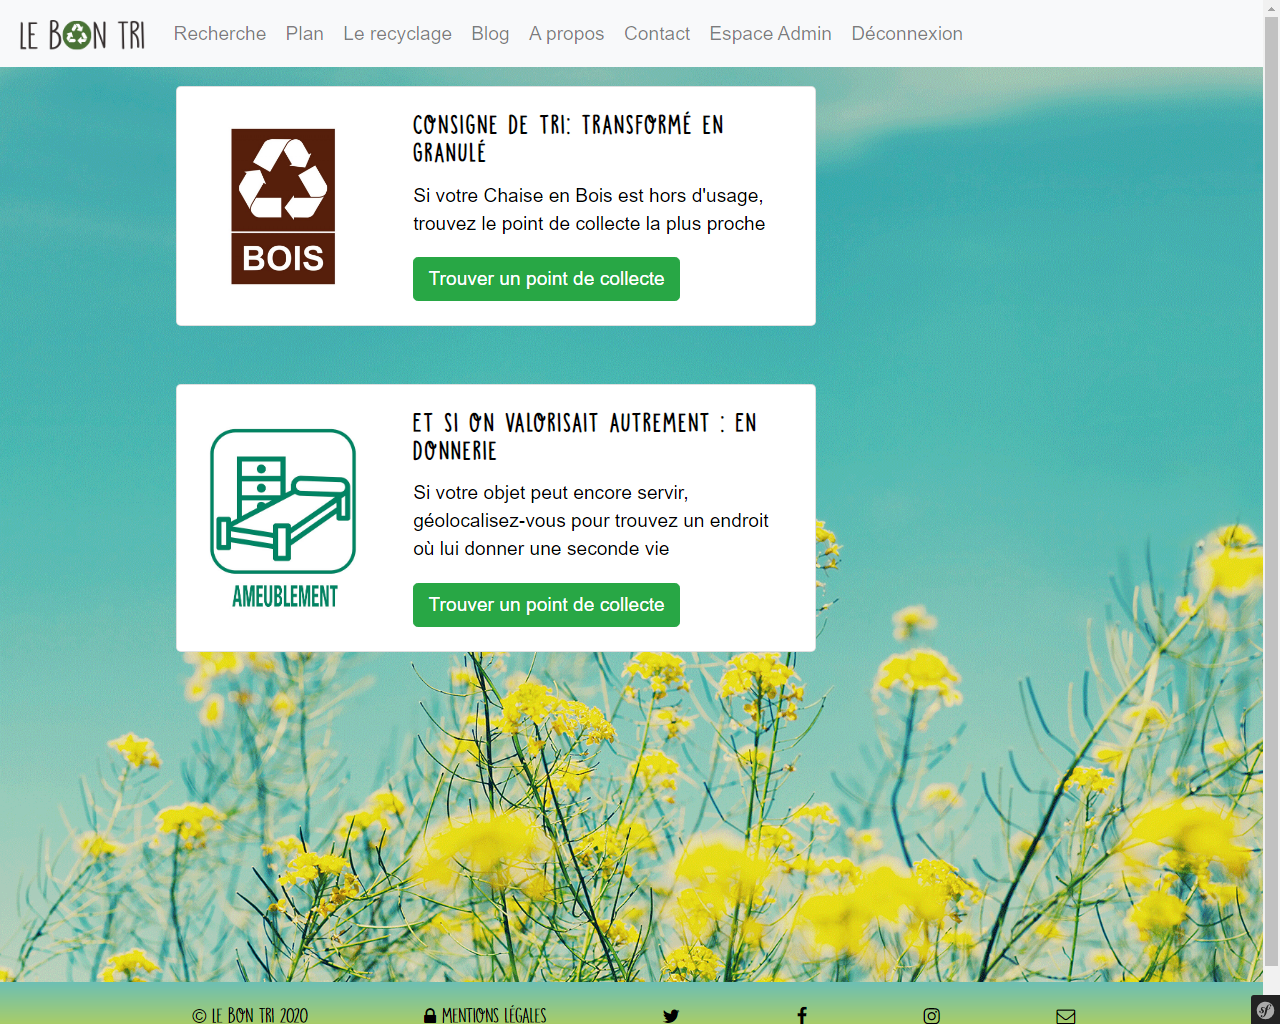 LE BON TRI Recherche Plan Le recyclage Blog A propos Contact Espace Admin Déconnexion
CONSIGNE DE TRI: TRANSFORMÉ EN
GRANULÉ
Si votre Chaise en Bois est hors d'usage,
trouvez le point de collecte la plus proche
BOIS
Trouver un point de collecte
ET SI ON VALORISAIT AUTREMENT : EN
DONNERIE
Si votre objet peut encore servir,
géolocalisez-vous pour trouvez un endroit
où lui donner une seconde vie
AMEUBLEMENT
Trouver un point de collecte
© LE BON TRI 2020 MENTIONS LÉGALES
sf